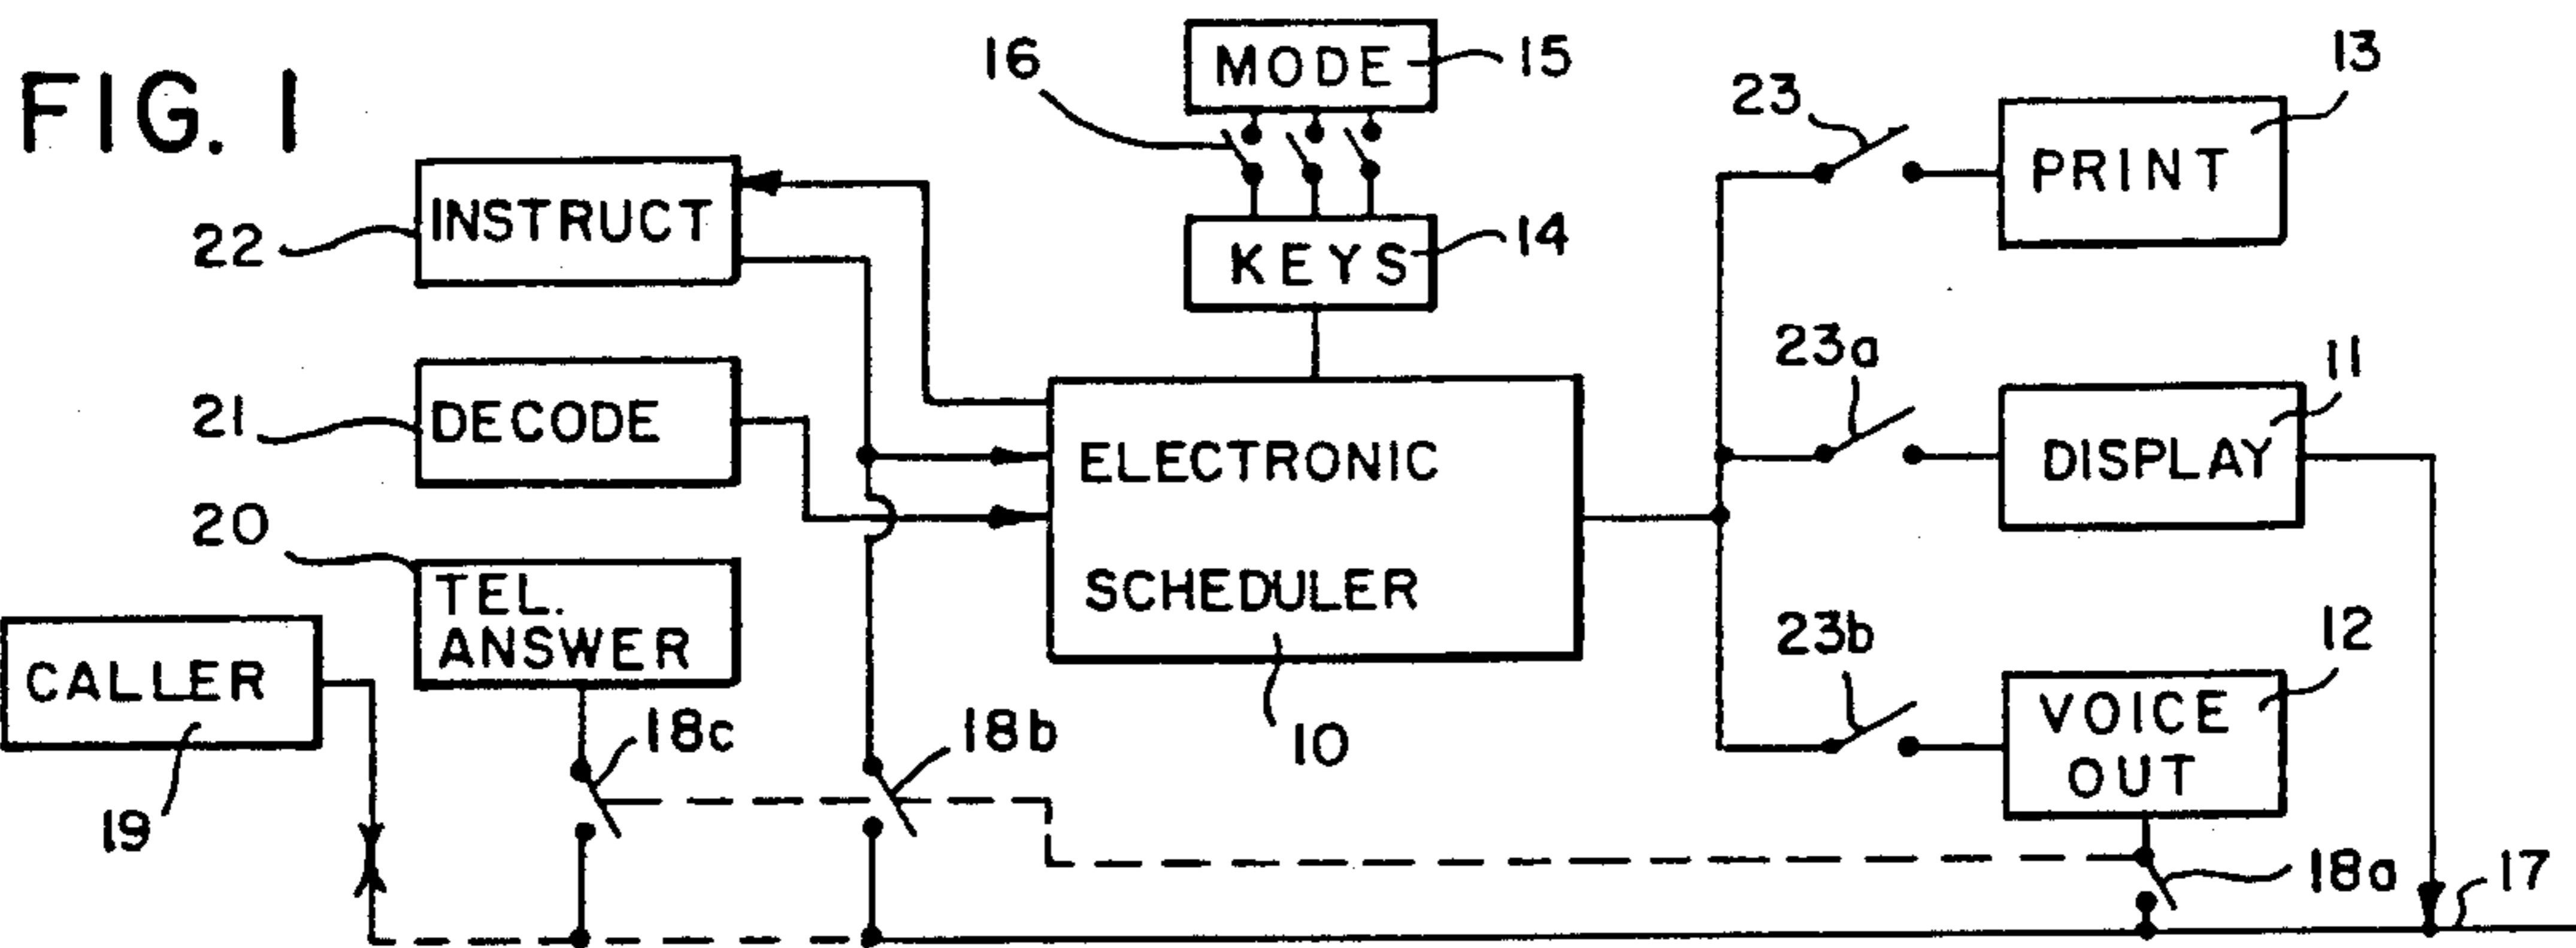 FIG. 1
16
MODE
15
23
PRINT
13
22
INSTRUCT
KEYS
14
21
DECODE
ELECTRONIC
SCHEDULER
10
23a
DISPLAY
11
20
TEL.
ANSWER
CALLER
19
18c
18b
23b
VOICE
OUT
12
18a
17